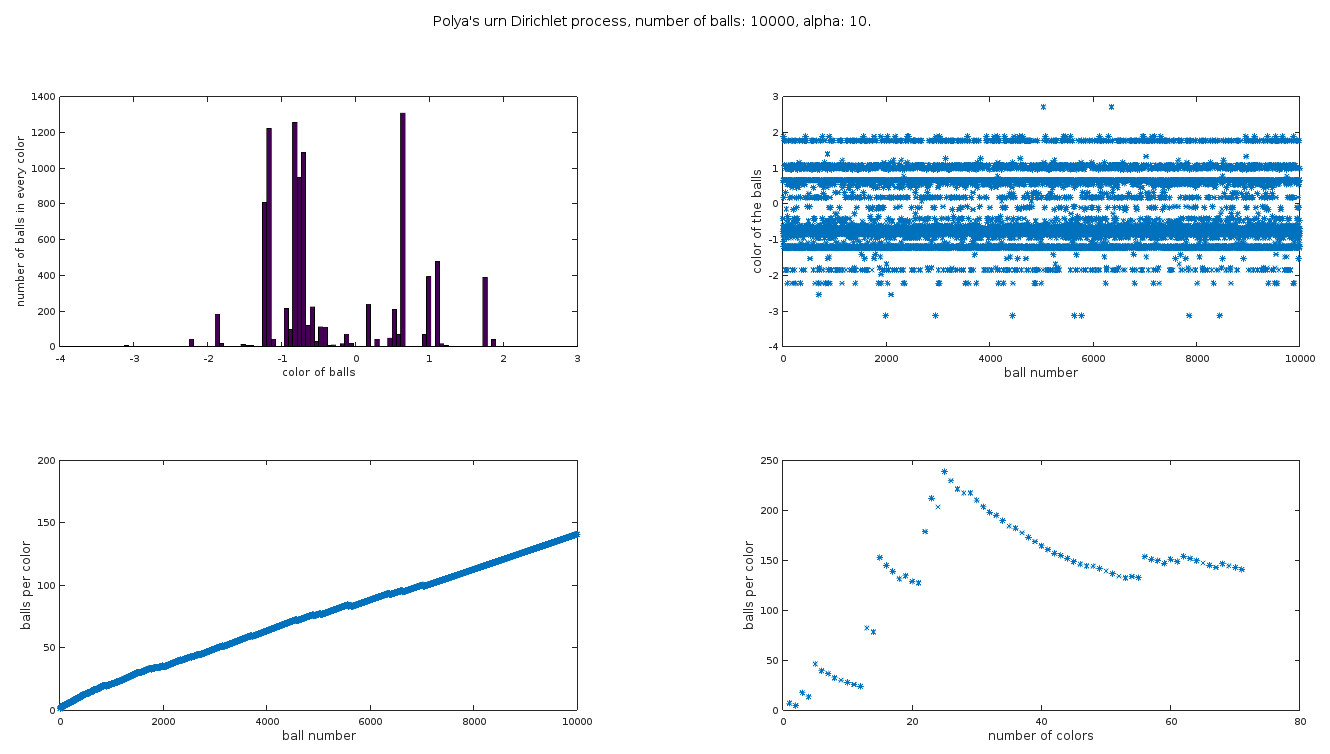 Polya's urn Dirichlet process, number of balls: 10000, alpha: 10.
number of balls in every color
1400
1200
1000
800
600
400
200
0
-4 -3 -2 -1 0 1 2 3
color of balls
color of the balls
3
2
1
0
-1
-2
-3
-4
0 2000 4000 6000 8000 10000
ball number
balls per color
200
150
100
50
0
0 2000 4000 6000 8000 10000
ball number
balls per color
250
200
150
100
50
0
0 20 40 60 80
number of colors